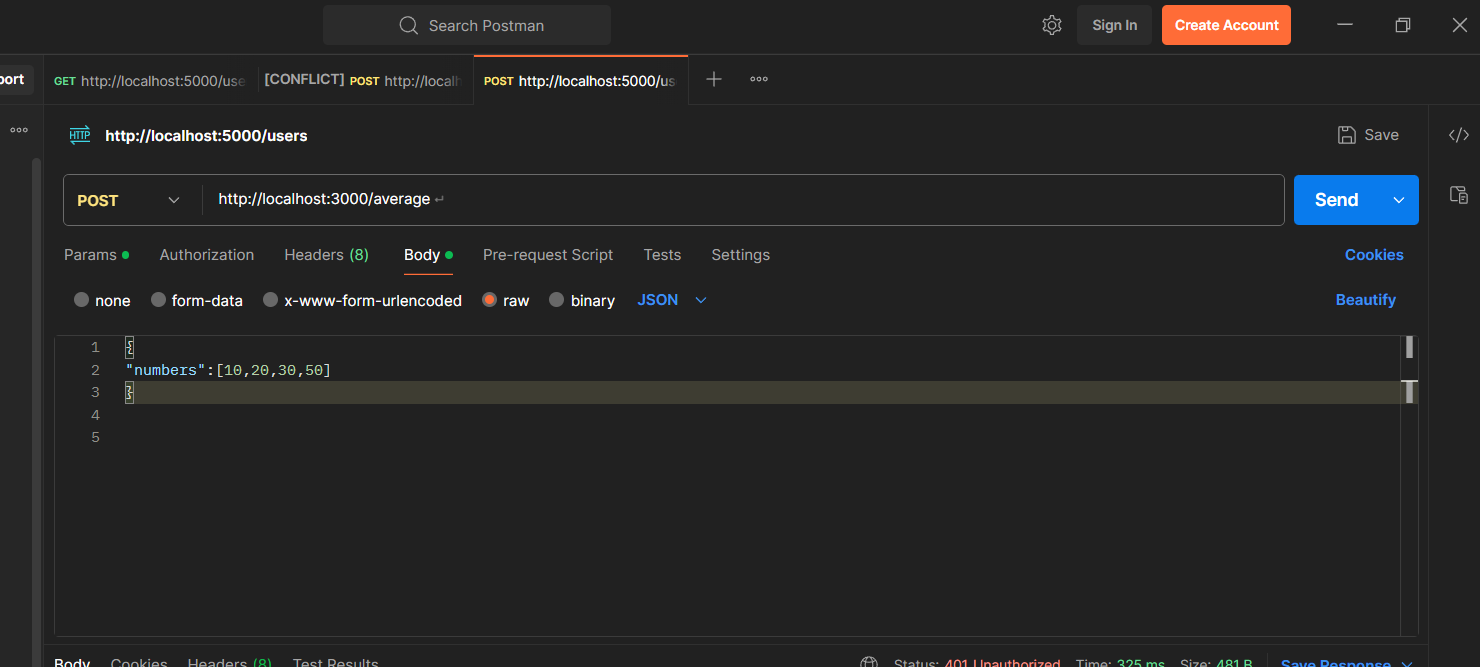 Search Postman
Sign In
Create Account
port
GET http://localhost:5000/use
[CONFLICT] POST http://localh
POST http://localhost:5000/us
HTTP http://localhost:5000/users
Save
</>
POST
http://localhost:3000/average ↵
Send
Params
Authorization
Headers (8)
Body
Pre-request Script
Tests
Settings
Cookies
none
form-data
x-www-form-urlencoded
raw
binary
JSON
Beautify
1 {
2 "numbers":[10,20,30,50]
3 }
4
5
Body
Cookies
Headers (8)
Test Results
Status: 401 Unauthorized
Time: 325 ms
Size: 481 B
Save Response